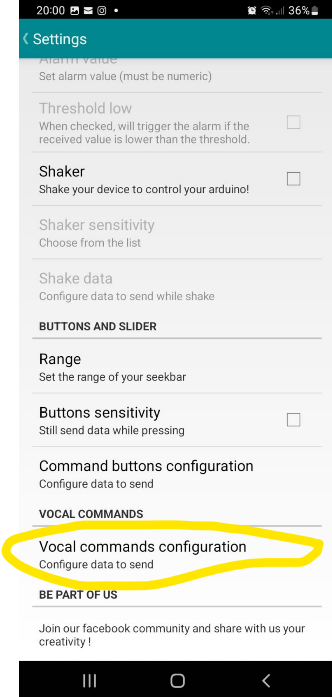 20:00
36%
Settings
Alarm value
Set alarm value (must be numeric)
Threshold low
When checked, will trigger the alarm if the
received value is lower than the threshold.
Shaker
Shake your device to control your arduino!
Shaker sensitivity
Choose from the list
Shake data
Configure data to send while shake
BUTTONS AND SLIDER
Range
Set the range of your seekbar
Buttons sensitivity
Still send data while pressing
Command buttons configuration
Configure data to send
VOCAL COMMANDS
Vocal commands configuration
Configure data to send
BE PART OF US
Join our facebook community and share with us your
creativity !